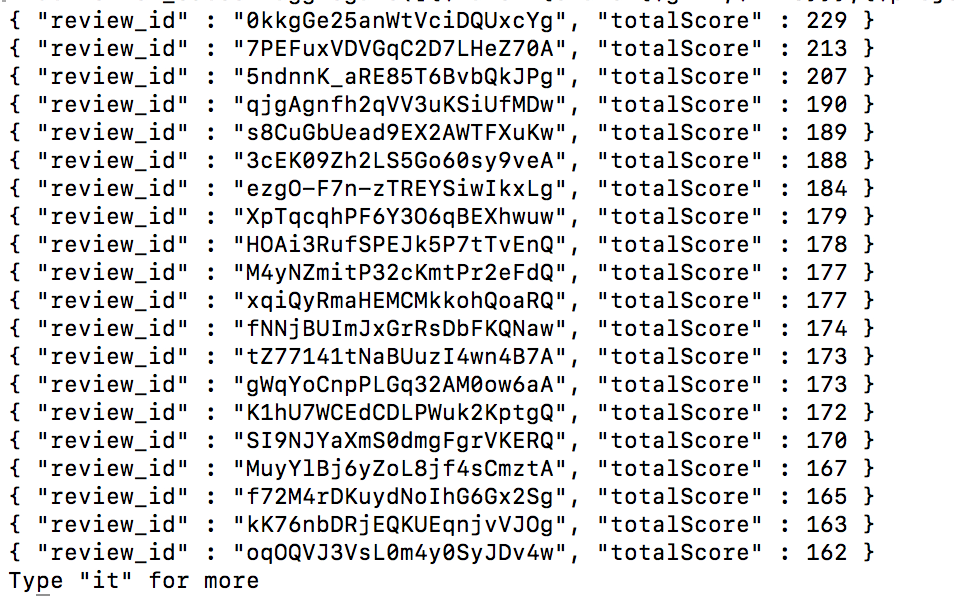 { "review_id" : "0kkgGe25anWtVciDQUxcYg", "totalScore" : 229 }
{ "review_id" : "7PEFuxVDVGqC2D7LHeZ70A", "totalScore" : 213 }
{ "review_id" : "5ndnnK_aRE85T6BvbQkJPg", "totalScore" : 207 }
{ "review_id" : "qjgAgnfh2qVV3uKSiUfMDw", "totalScore" : 190 }
{ "review_id" : "s8CuGbUead9EX2AWTFXuKw", "totalScore" : 189 }
{ "review_id" : "3cEK09Zh2LS5Go60sy9veA", "totalScore" : 188 }
{ "review_id" : "ezgO-F7n-zTREYSiwIkxLg", "totalScore" : 184 }
{ "review_id" : "XpTqcqhPF6Y3O6qBEXhwuw", "totalScore" : 179 }
{ "review_id" : "HOAi3RufSPEJk5P7tTvEnQ", "totalScore" : 178 }
{ "review_id" : "M4yNZmitP32cKmtPr2eFdQ", "totalScore" : 177 }
{ "review_id" : "xqiQyRmaHEMCMkkohQoaRQ", "totalScore" : 177 }
{ "review_id" : "fNNjBUImJxGrRsDbFKQNaw", "totalScore" : 174 }
{ "review_id" : "tZ77141tNaBUuzI4wn4B7A", "totalScore" : 173 }
{ "review_id" : "gWqYoCnpPLGq32AM0ow6aA", "totalScore" : 173 }
{ "review_id" : "K1hU7WCEdCDLPWuk2KptgQ", "totalScore" : 172 }
{ "review_id" : "SI9NJYaXmS0dmgFgrVKERQ", "totalScore" : 170 }
{ "review_id" : "MuyYlBj6yZoL8jf4sCmztA", "totalScore" : 167 }
{ "review_id" : "f72M4rDKuydNoIhG6Gx2Sg", "totalScore" : 165 }
{ "review_id" : "kK76nbDRjEQKUEqnjvVJOg", "totalScore" : 163 }
{ "review_id" : "oqOQVJ3VsL0m4y0SyJDv4w", "totalScore" : 162 }
Type "it" for more